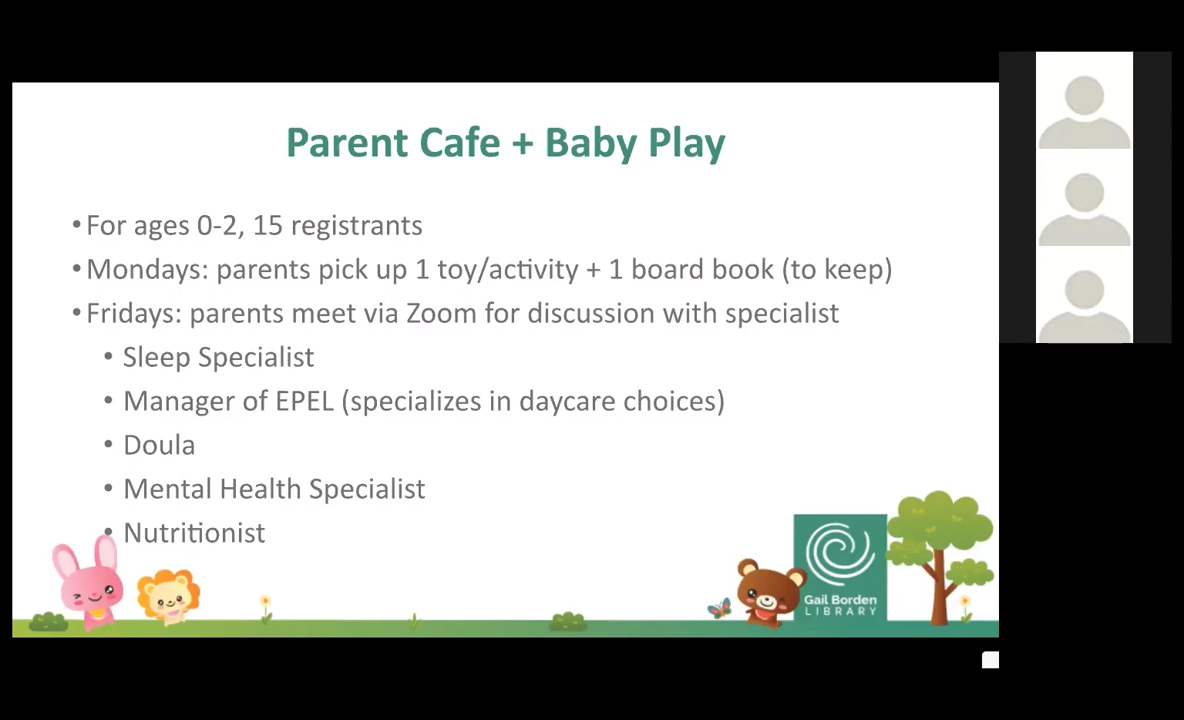 Parent Cafe + Baby Play
• For ages 0-2, 15 registrants
• Mondays: parents pick up 1 toy/activity + 1 board book (to keep)
• Fridays: parents meet via Zoom for discussion with specialist
• Sleep Specialist
• Manager of EPEL (specializes in daycare choices)
• Doula
• Mental Health Specialist
• Nutritionist
Gail Borden
LIBRARY